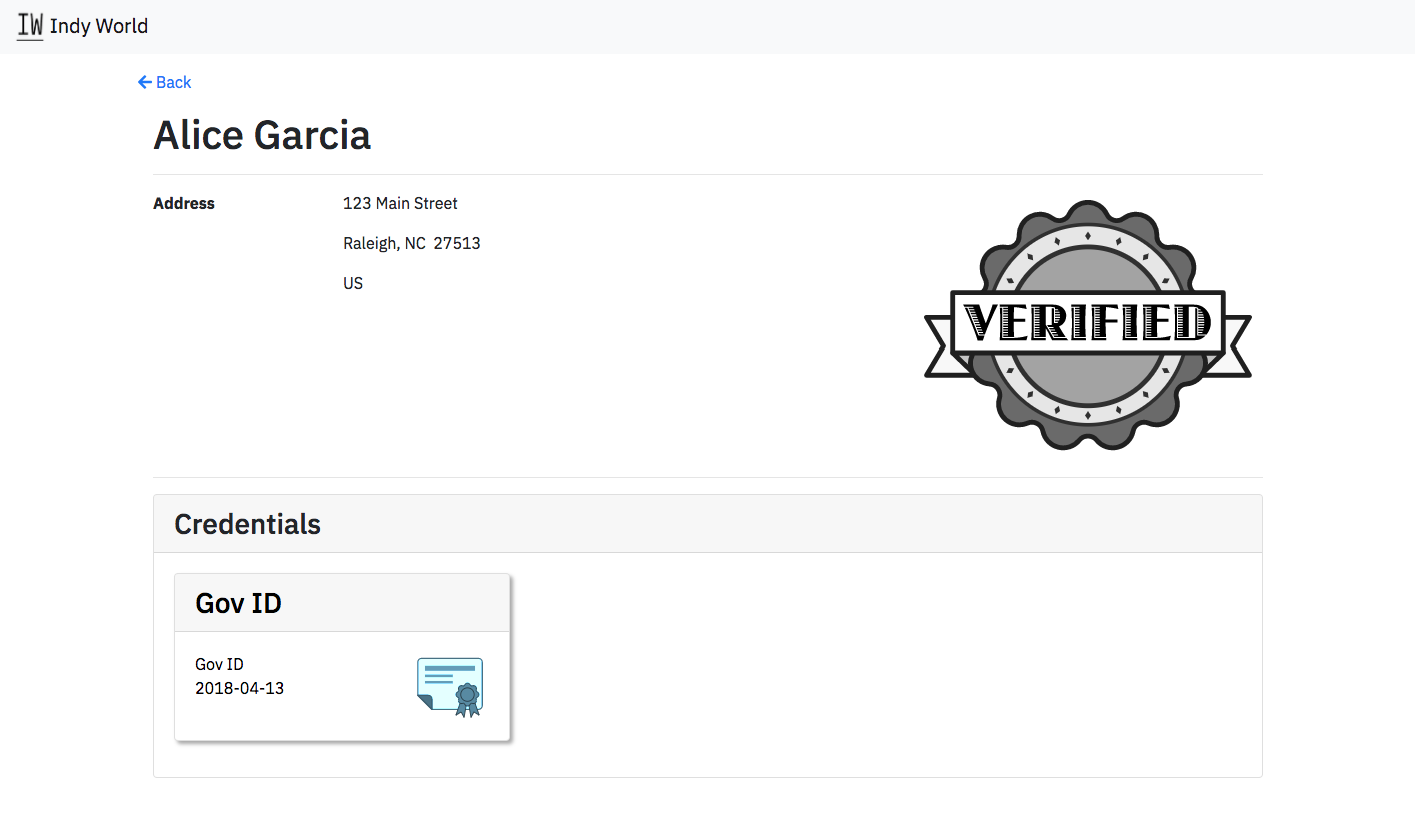 IW Indy World
Back
Alice Garcia
Address
123 Main Street
Raleigh, NC 27513
US
VERIFIED
Credentials
Gov ID
Gov ID
2018-04-13